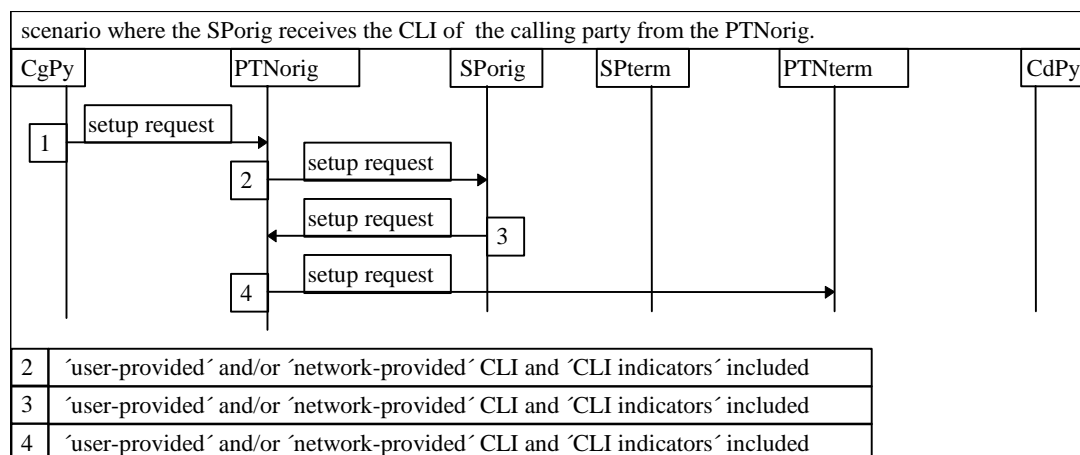 scenario where the SPorig receives the CLI of the calling party from the PTNorig.
CgPy PTNorig SPorig SPterm PTNterm CdPy
setup request
1
setup request
2
setup request
3
setup request
4
2 ´user-provided´ and/or ´network-provided´ CLI and ´CLI indicators´ included
3 ´user-provided´ and/or ´network-provided´ CLI and ´CLI indicators´ included
4 ´user-provided´ and/or ´network-provided´ CLI and ´CLI indicators´ included